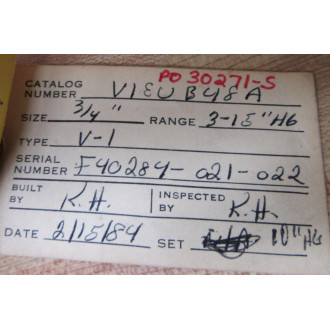 PO 30271-S
CATALOG NUMBER V1EUB48A
SIZE 3/4" RANGE 3-15"HG
TYPE V-1
SERIAL NUMBER F40284-021-022
BUILT BY K.H. INSPECTED BY K.H.
DATE 2/15/84 SET 10"HG